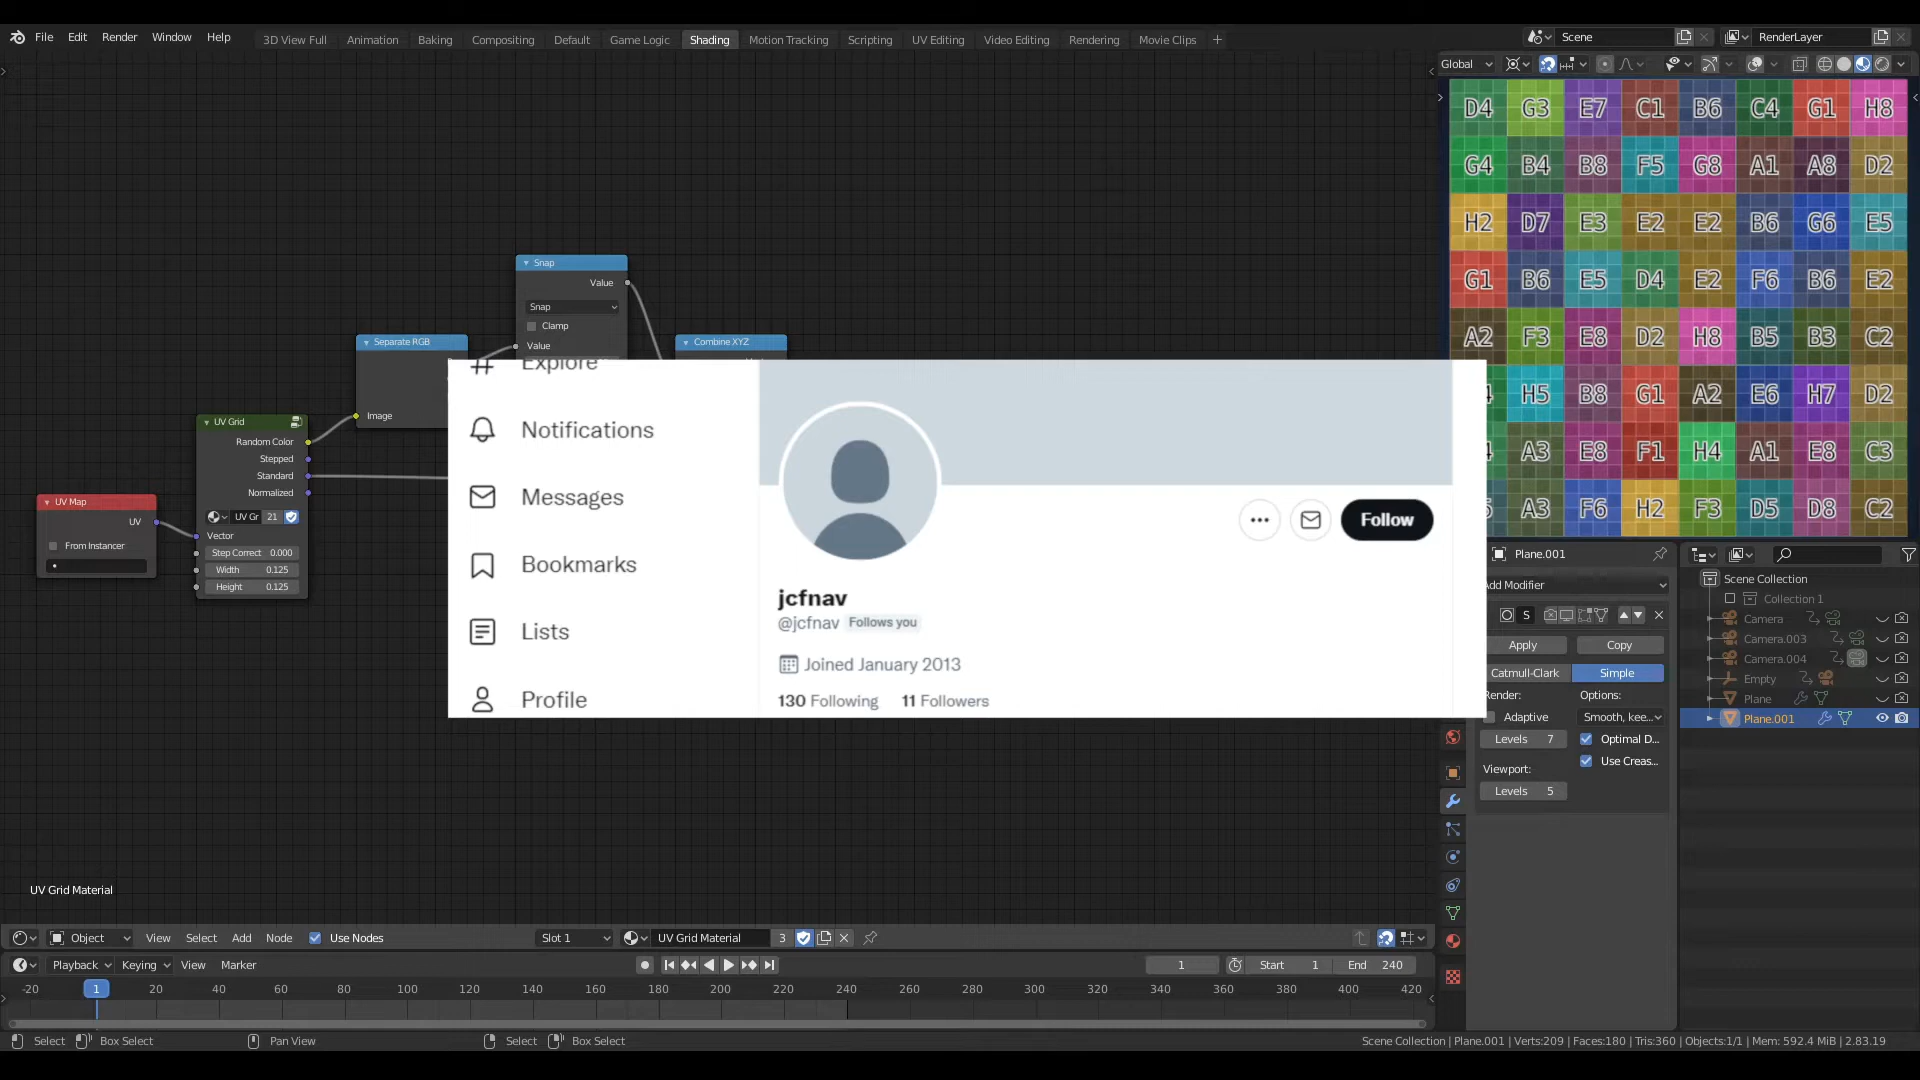 File Edit Render Window Help
3D View Full Animation Baking Compositing Default Game Logic Shading Motion Tracking Scripting UV Editing Video Editing Rendering Movie Clips +
Scene
RenderLayer
Global
D4 G3 E7 C1 B6 C4 G1 H8
G4 B4 B8 F5 G8 A1 A8 D2
H2 D7 E3 E2 E2 B6 G6 E5
G1 B6 E5 D4 E2 F6 B3 E2
A2 F3 E8 D2 H8 B5 B3 C2
H5 B8 G1 A2 E6 H7 D2
A3 E8 F1 H4 A1 E8 C3
A3 F6 H2 F3 D5 D8 C2
Snap
Value
Snap
Clamp
Value
Separate RGB
Image
Combine XYZ
UV Grid
Random Color
Stepped
Standard
Normalized
UV Gr 21
Vector
Step Correct 0.000
Width 0.125
Height 0.125
UV Map
UV
From Instancer
Explore
Notifications
Messages
Bookmarks
Lists
Profile
Follow
jcfnav
@jcfnav Follows you
Joined January 2013
130 Following 11 Followers
Plane.001
Add Modifier
S
Apply Copy
Catmull-Clark Simple
Render: Options:
Adaptive Smooth, kee...
Levels 7 Optimal D...
Use Creas...
Viewport:
Levels 5
Scene Collection
Collection 1
Camera
Camera.003
Camera.004
Empty
Plane
Plane.001
UV Grid Material
Object View Select Add Node Use Nodes Slot 1 UV Grid Material 3
Playback Keying View Marker 1 Start 1 End 240
-20 1 20 40 60 80 100 120 140 160 180 200 220 240 260 280 300 320 340 360 380 400 420
Select Box Select Pan View Select Box Select
Scene Collection | Plane.001 | Verts:209 | Faces:180 | Tris:360 | Objects:1/1 | Mem: 592.4 MiB | 2.83.19